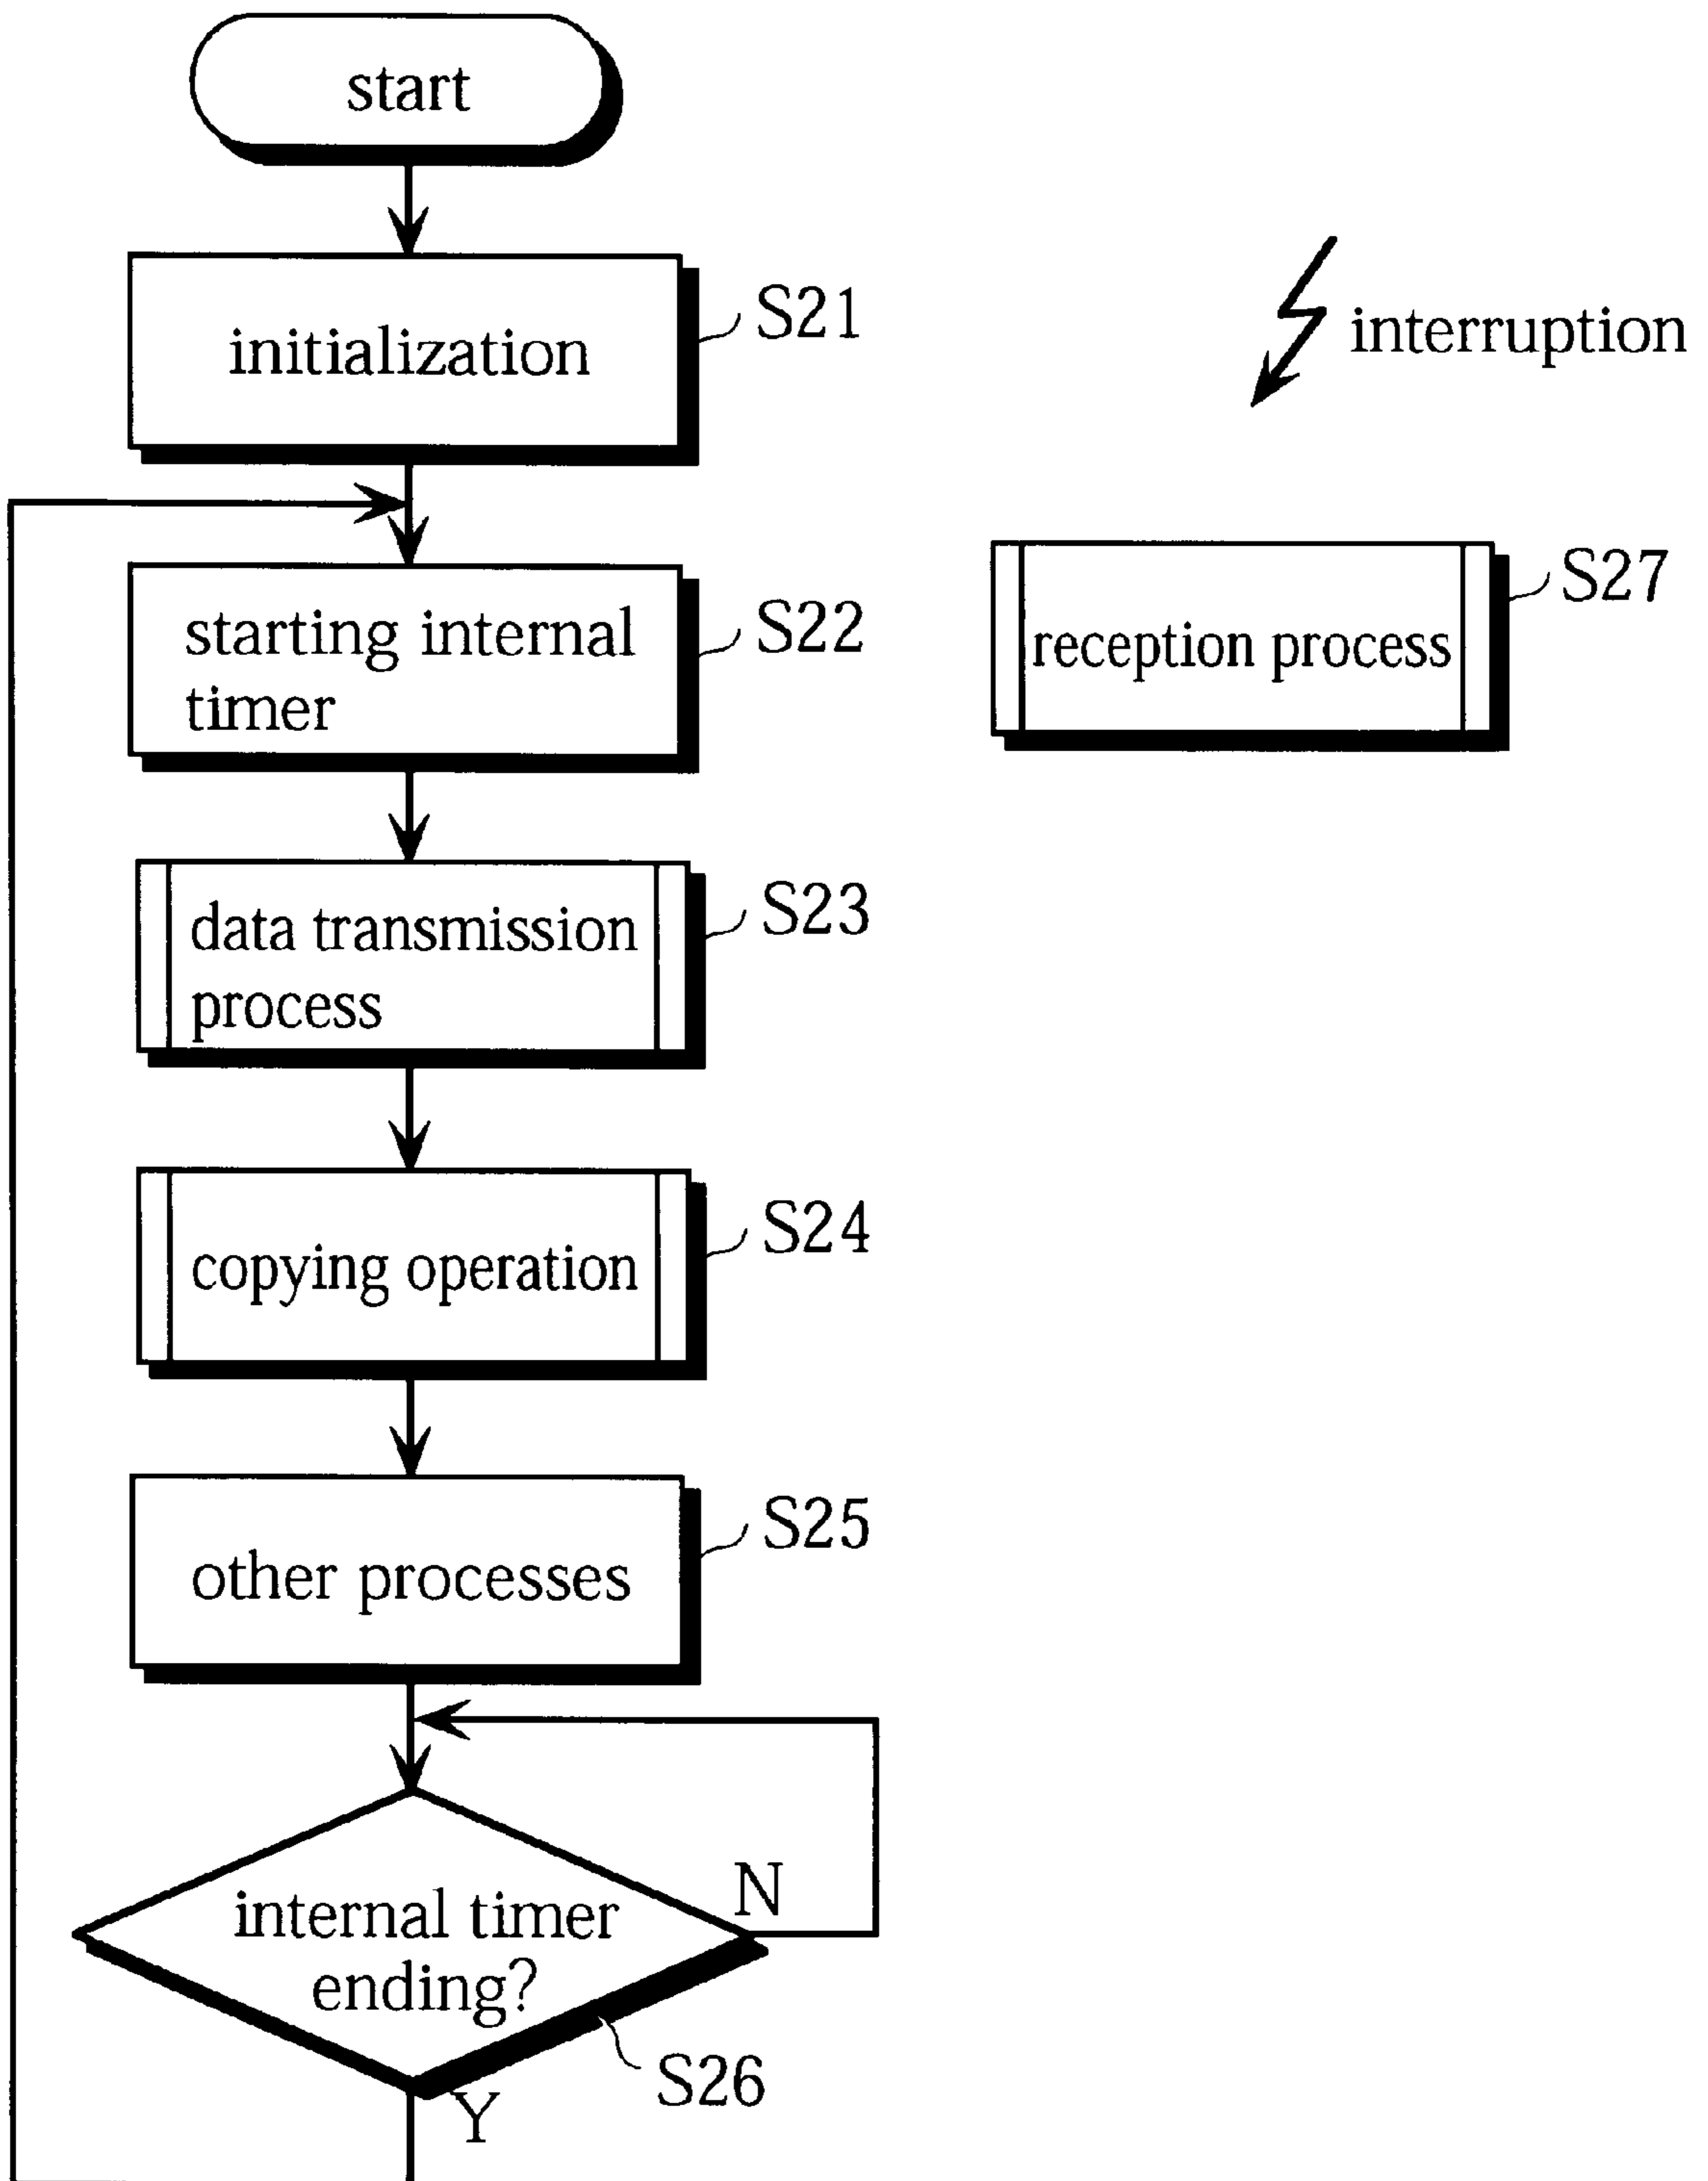 start
initialization
S21
interruption
starting internal
timer
S22
reception process
S27
data transmission
process
S23
copying operation
S24
other processes
S25
internal timer
ending?
N
S26
Y